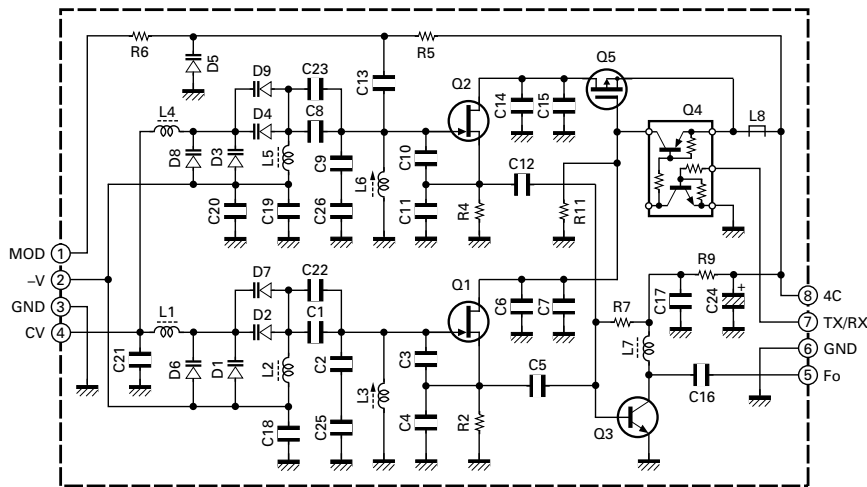 R6
D5
D9
C23
C13
R5
Q2
C14
C15
Q5
Q4
L8
L4
D4
C8
D8
D3
L5
C9
L6
C10
C12
C20
C19
C26
C11
R4
R11
MOD 1
–V 2
GND 3
CV 4
D7
C22
Q1
C6
C7
R7
C17
R9
C24 +
8 4C
7 TX/RX
6 GND
5 Fo
L1
D2
C1
C21
D6
D1
L2
C2
L3
C3
C5
L7
C16
C18
C25
C4
R2
Q3